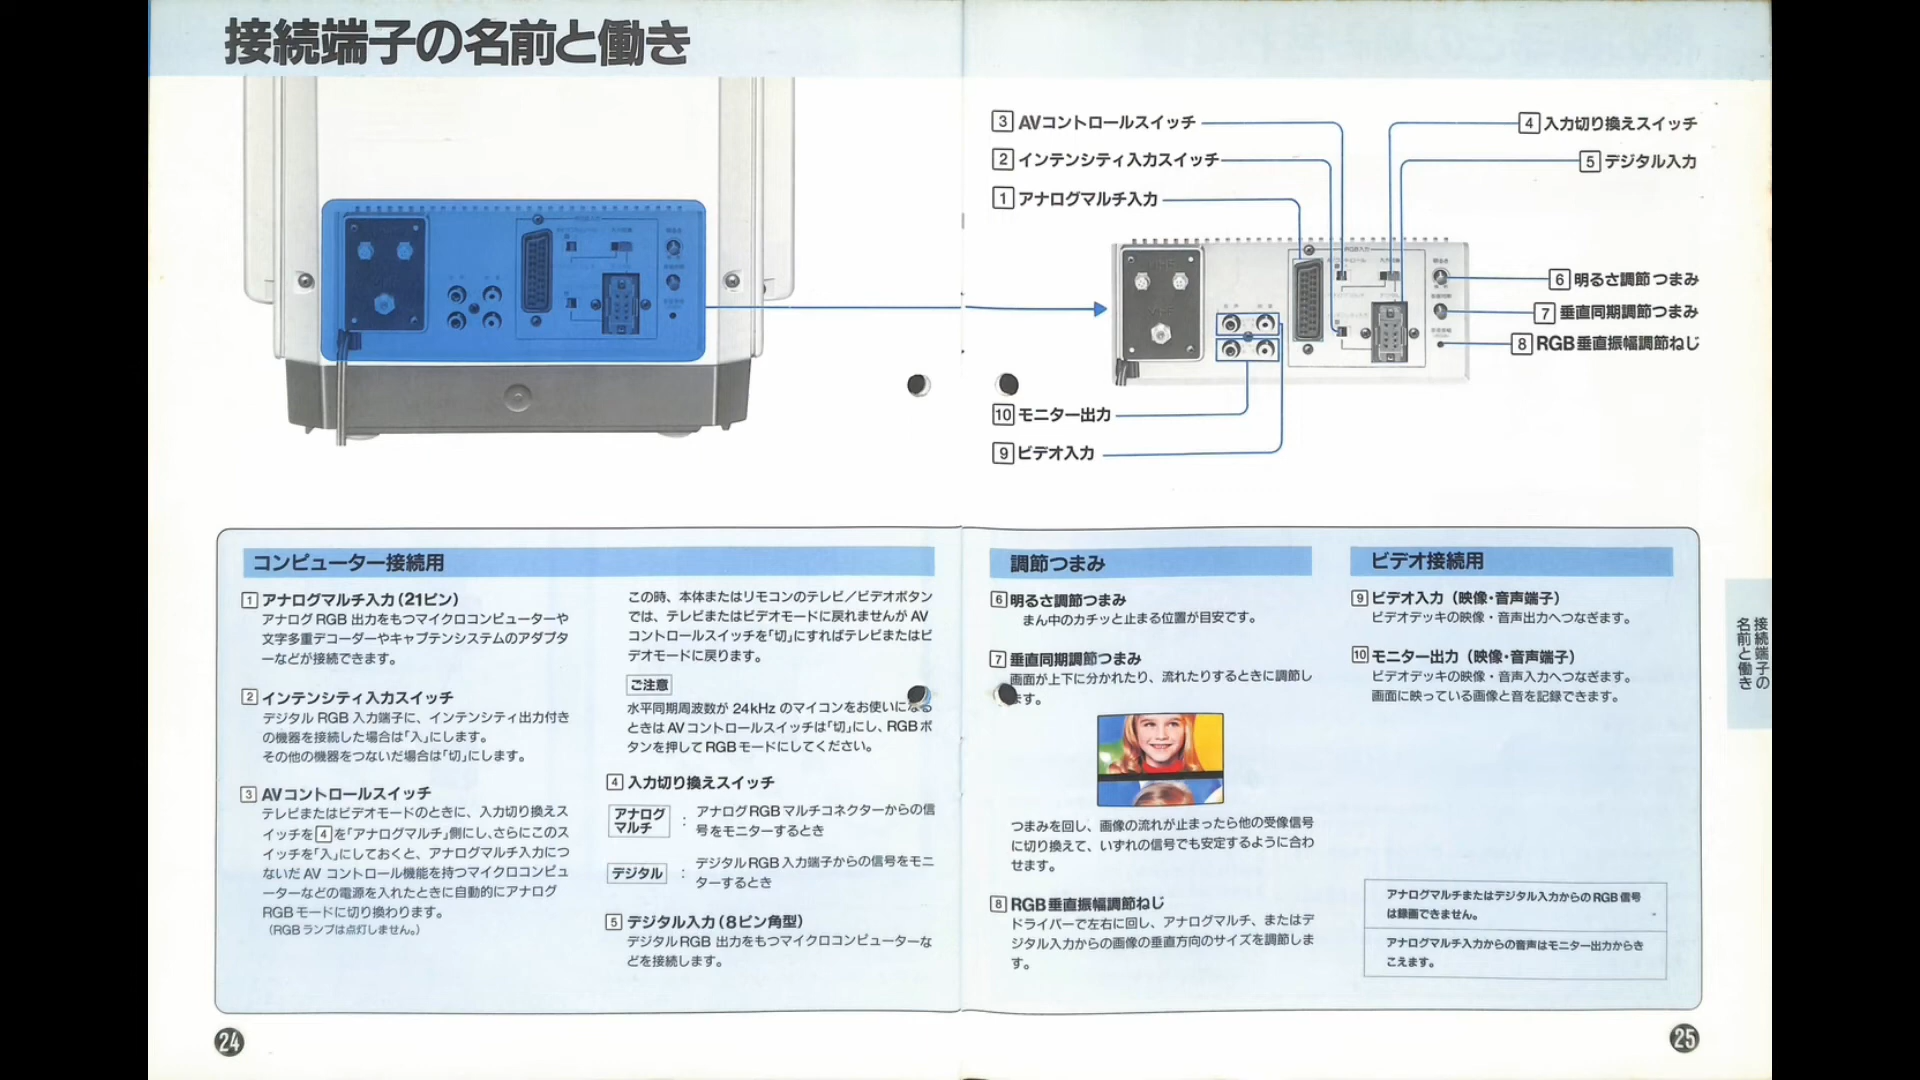 接続端子の名前と働き
3 AVコントロールスイッチ
2 インテンシティ入力スイッチ
1 アナログマルチ入力
4 入力切り換えスイッチ
5 デジタル入力
6 明るさ調節つまみ
7 垂直同期調節つまみ
8 RGB垂直振幅調節ねじ
10 モニター出力
9 ビデオ入力
コンピューター接続用
1 アナログマルチ入力(21ピン)
アナログRGB 出力をもつマイクロコンピューターや
文字多重デコーダーやキャプテンシステムのアダプタ
ーなどが接続できます。
2 インテンシティ入力スイッチ
デジタル RGB 入力端子に、インテンシティ出力付き
の機器を接続した場合は「入」にします。
その他の機器をつないだ場合は「切」にします。
3 AVコントロールスイッチ
テレビまたはビデオモードのときに、入力切り換えス
イッチを4を「アナログマルチ」側にし、さらにこのス
イッチを「入」にしておくと、アナログマルチ入力につ
ないだ AV コントロール機能を持つマイクロコンピュ
ーターなどの電源を入れたときに自動的にアナログ
RGBモードに切り換わります。
(RGBランプは点灯しません。)
この時、本体またはリモコンのテレビ/ビデオボタン
では、テレビまたはビデオモードに戻れませんが AV
コントロールスイッチを「切」にすればテレビまたはビ
デオモードに戻ります。
ご注意
水平同期周波数が 24kHz のマイコンをお使いになる
ときは AVコントロールスイッチは「切」にし、RGBボ
タンを押してRGBモードにしてください。
4 入力切り換えスイッチ
アナログ
マルチ
: アナログRGBマルチコネクターからの信
号をモニターするとき
デジタル
: デジタルRGB入力端子からの信号をモニ
ターするとき
5 デジタル入力(8ピン角型)
デジタルRGB 出力をもつマイクロコンピューターな
どを接続します。
調節つまみ
6 明るさ調節つまみ
まん中のカチッと止まる位置が目安です。
7 垂直同期調節つまみ
画面が上下に分かれたり、流れたりするときに調節し
ます。
つまみを回し、画像の流れが止まったら他の受像信号
に切り換えて、いずれの信号でも安定するように合わ
せます。
8 RGB垂直振幅調節ねじ
ドライバーで左右に回し、アナログマルチ、またはデ
ジタル入力からの画像の垂直方向のサイズを調節しま
す。
ビデオ接続用
9 ビデオ入力(映像・音声端子)
ビデオデッキの映像・音声出力へつなぎます。
10 モニター出力(映像・音声端子)
ビデオデッキの映像・音声入力へつなぎます。
画面に映っている画像と音を記録できます。
アナログマルチまたはデジタル入力からのRGB信号
は録画できません。
アナログマルチ入力からの音声はモニター出力からき
こえます。
接続端子の
名前と働き
24
25